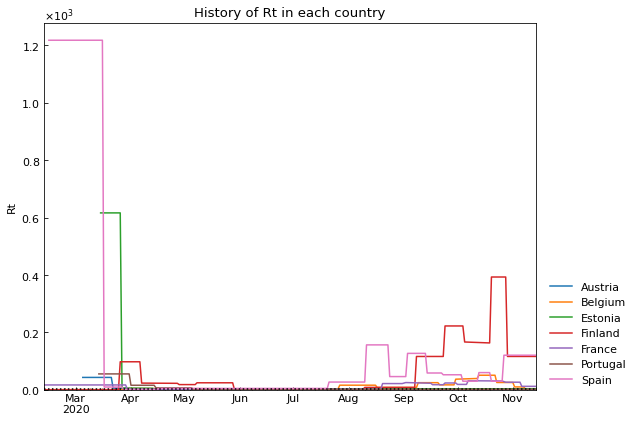 History of Rt in each country
×10³
1.2
1.0
0.8
0.6
0.4
0.2
0.0
Rt
Mar Apr May Jun Jul Aug Sep Oct Nov
2020
Austria
Belgium
Estonia
Finland
France
Portugal
Spain